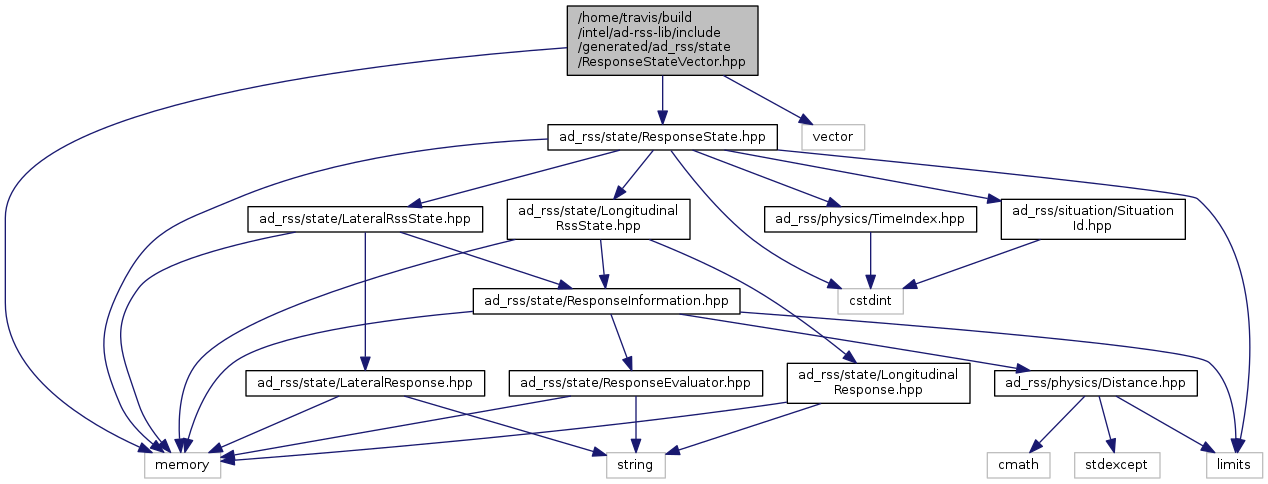 /home/travis/build
/intel/ad-rss-lib/include
/generated/ad_rss/state
/ResponseStateVector.hpp
ad_rss/state/ResponseState.hpp
vector
ad_rss/state/LateralRssState.hpp
ad_rss/state/Longitudinal
RssState.hpp
ad_rss/physics/TimeIndex.hpp
ad_rss/situation/Situation
Id.hpp
ad_rss/state/ResponseInformation.hpp
cstdint
ad_rss/state/LateralResponse.hpp
ad_rss/state/ResponseEvaluator.hpp
ad_rss/state/Longitudinal
Response.hpp
ad_rss/physics/Distance.hpp
memory
string
cmath
stdexcept
limits